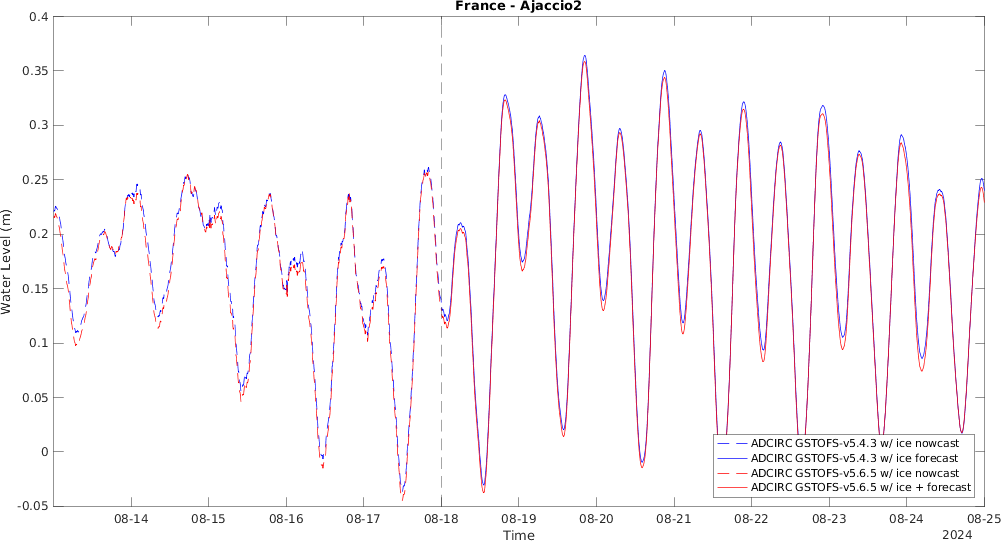 France - Ajaccio2
Water Level (m)
0.4
0.35
0.3
0.25
0.2
0.15
0.1
0.05
0
-0.05
ADCIRC GSTOFS-v5.4.3 w/ ice nowcast
ADCIRC GSTOFS-v5.4.3 w/ ice forecast
ADCIRC GSTOFS-v5.6.5 w/ ice nowcast
ADCIRC GSTOFS-v5.6.5 w/ ice + forecast
08-14 08-15 08-16 08-17 08-18 08-19 08-20 08-21 08-22 08-23 08-24 08-25
Time
2024